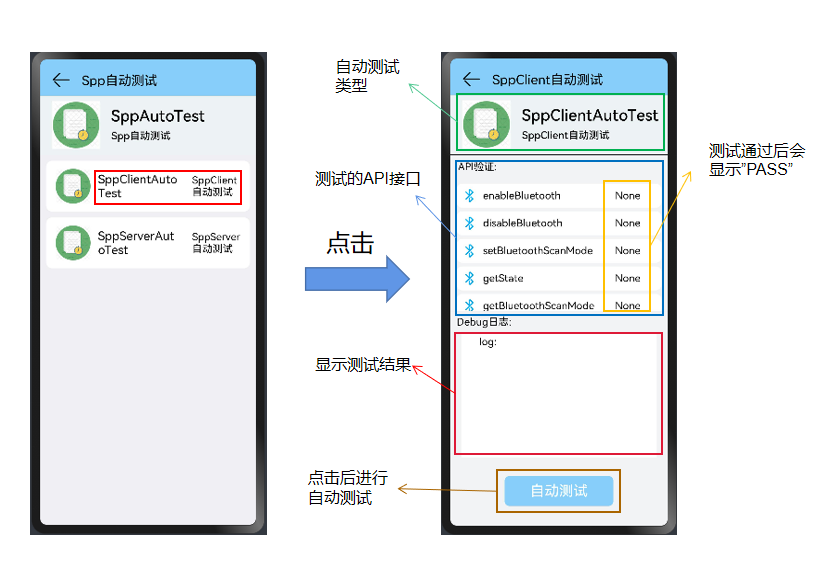 Spp自动测试
SppAutoTest
Spp自动测试
SppClientAuto
Test
SppClient
自动测试
SppServerAut
oTest
SppServer
自动测试
点击
自动测试
类型
测试的API接口
显示测试结果
点击后进行
自动测试
SppClient自动测试
SppClientAutoTest
SppClient自动测试
API验证:
enableBluetooth None
disableBluetooth None
setBluetoothScanMode None
getState None
getBluetoothScanMode None
Debug日志:
log:
自动测试
测试通过后会
显示”PASS”